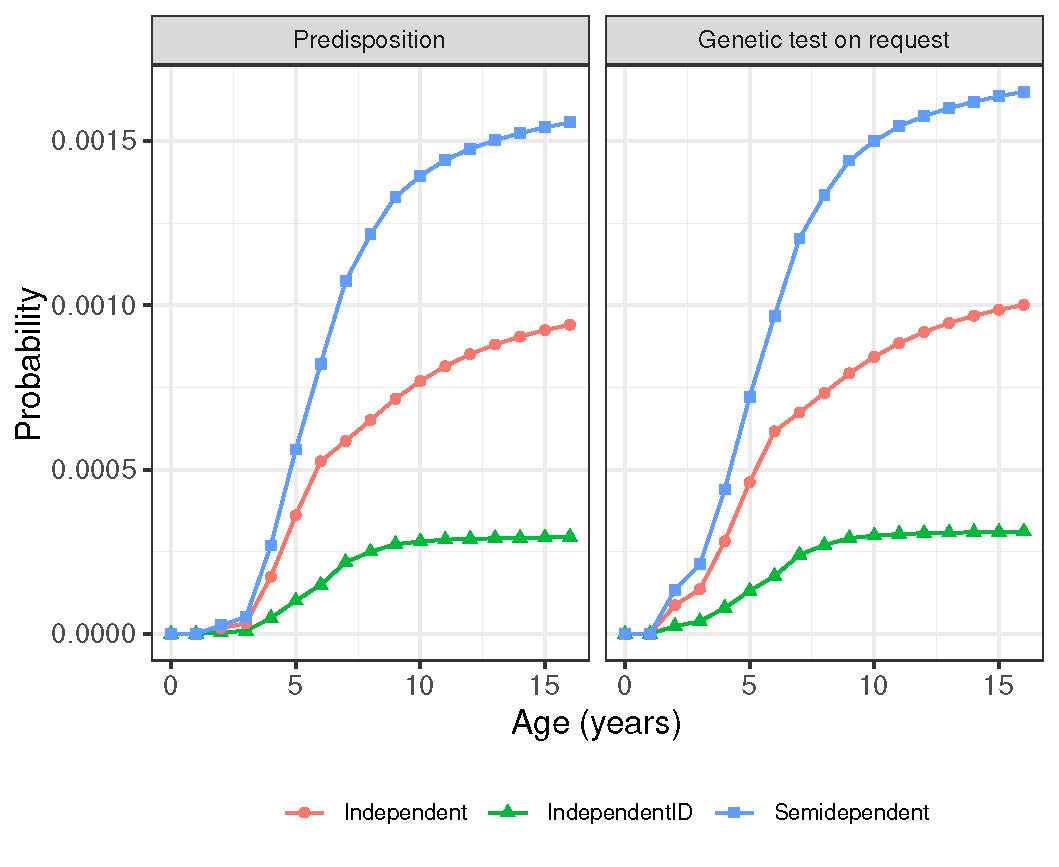 Predisposition
Genetic test on request
Probability
0.0015
0.0010
0.0005
0.0000
0 5 10 15
0 5 10 15
Age (years)
Independent IndependentID Semidependent